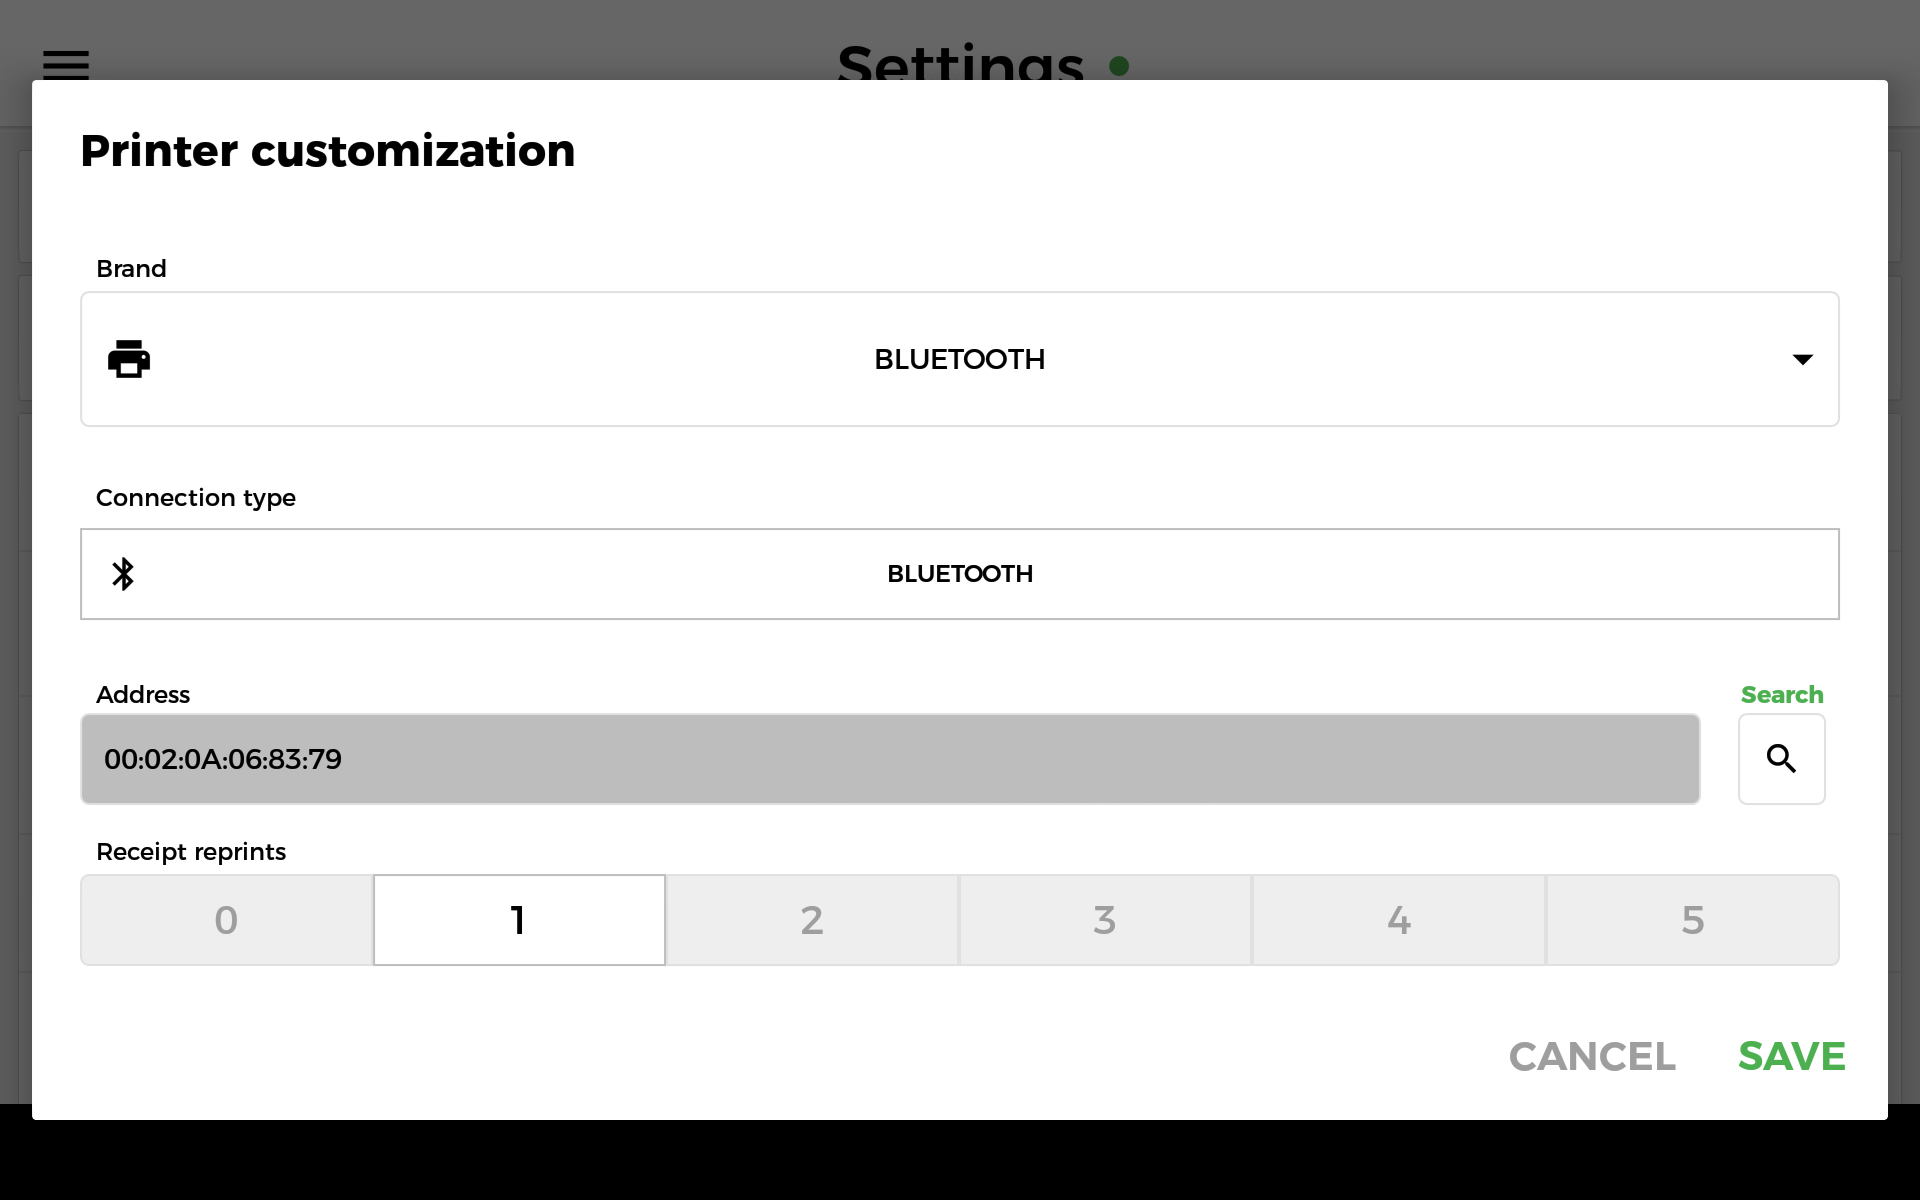 Settings
Printer customization
Brand
BLUETOOTH
Connection type
BLUETOOTH
Address
Search
00:02:0A:06:83:79
Receipt reprints
0 1 2 3 4 5
CANCEL SAVE